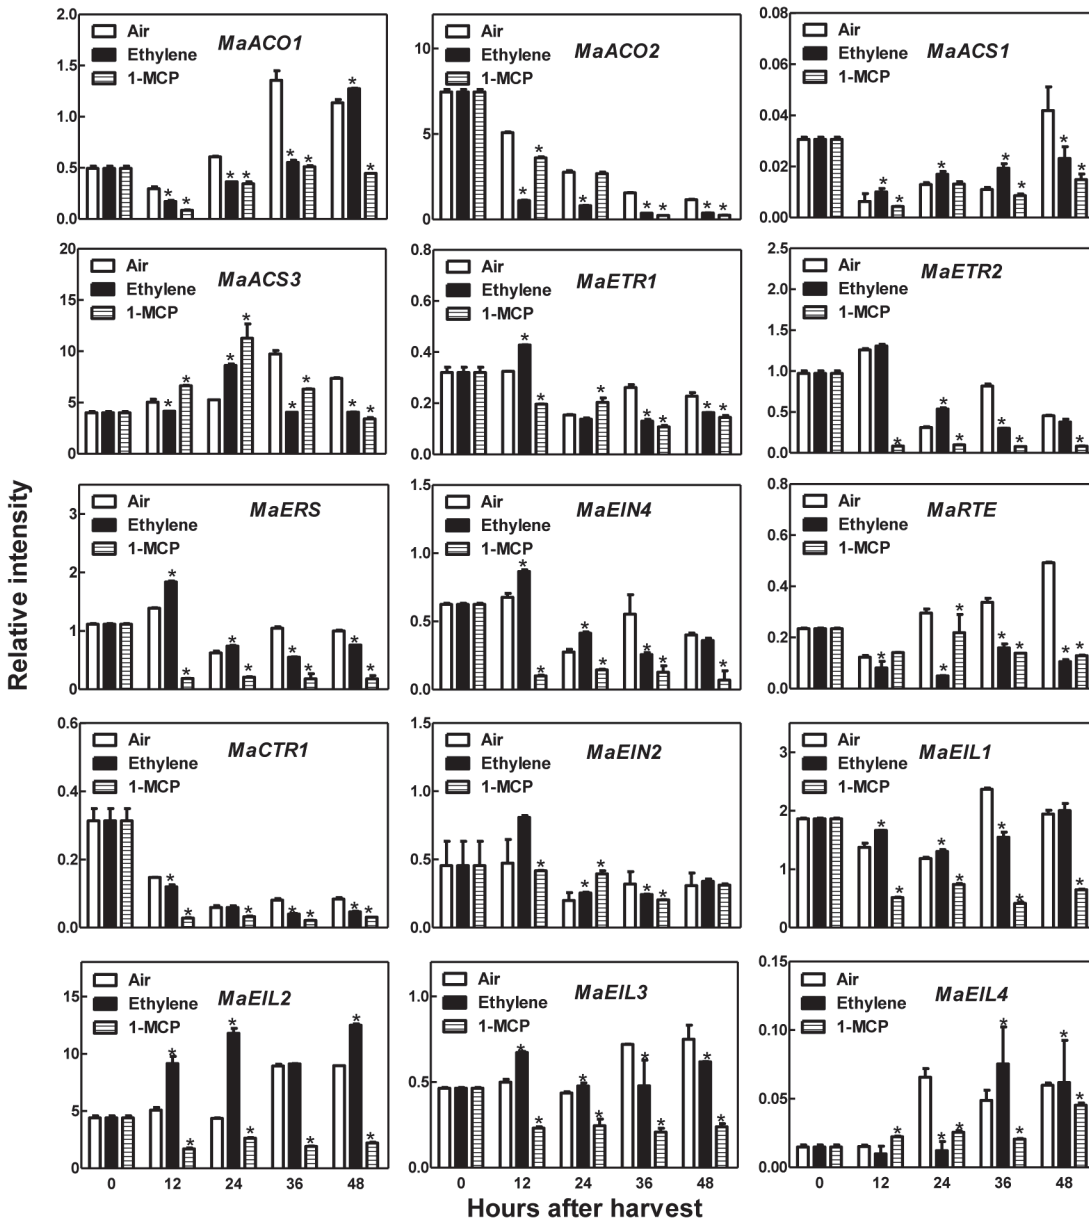 Relative intensity
2.0
1.5
1.0
0.5
0.0
Air
Ethylene
1-MCP
MaACO1
* * * * * * * *
10
5
0
Air
Ethylene
1-MCP
MaACO2
* * * * * * *
0.08
0.06
0.04
0.02
0.00
Air
Ethylene
1-MCP
MaACS1
* * * * * * *
20
15
10
5
0
Air
Ethylene
1-MCP
MaACS3
* * * * * * * *
0.8
0.6
0.4
0.2
0.0
Air
Ethylene
1-MCP
MaETR1
* * * * * * *
2.5
2.0
1.5
1.0
0.5
0.0
Air
Ethylene
1-MCP
MaETR2
* * * * * *
3
2
1
0
Air
Ethylene
1-MCP
MaERS
* * * * * * * *
1.5
1.0
0.5
0.0
Air
Ethylene
1-MCP
MaEIN4
* * * * * * *
0.8
0.6
0.4
0.2
0.0
Air
Ethylene
1-MCP
MaRTE
* * * * * * *
0.6
0.4
0.2
0.0
Air
Ethylene
1-MCP
MaCTR1
* * * * * * *
1.5
1.0
0.5
0.0
Air
Ethylene
1-MCP
MaEIN2
* * * * *
3
2
1
0
Air
Ethylene
1-MCP
MaEIL1
* * * * * * *
15
10
5
0
Air
Ethylene
1-MCP
MaEIL2
* * * * * * *
0 12 24 36 48
1.0
0.5
0.0
Air
Ethylene
1-MCP
MaEIL3
* * * * * * * *
0 12 24 36 48
0.15
0.10
0.05
0.00
Air
Ethylene
1-MCP
MaEIL4
* * * * * * *
0 12 24 36 48
Hours after harvest